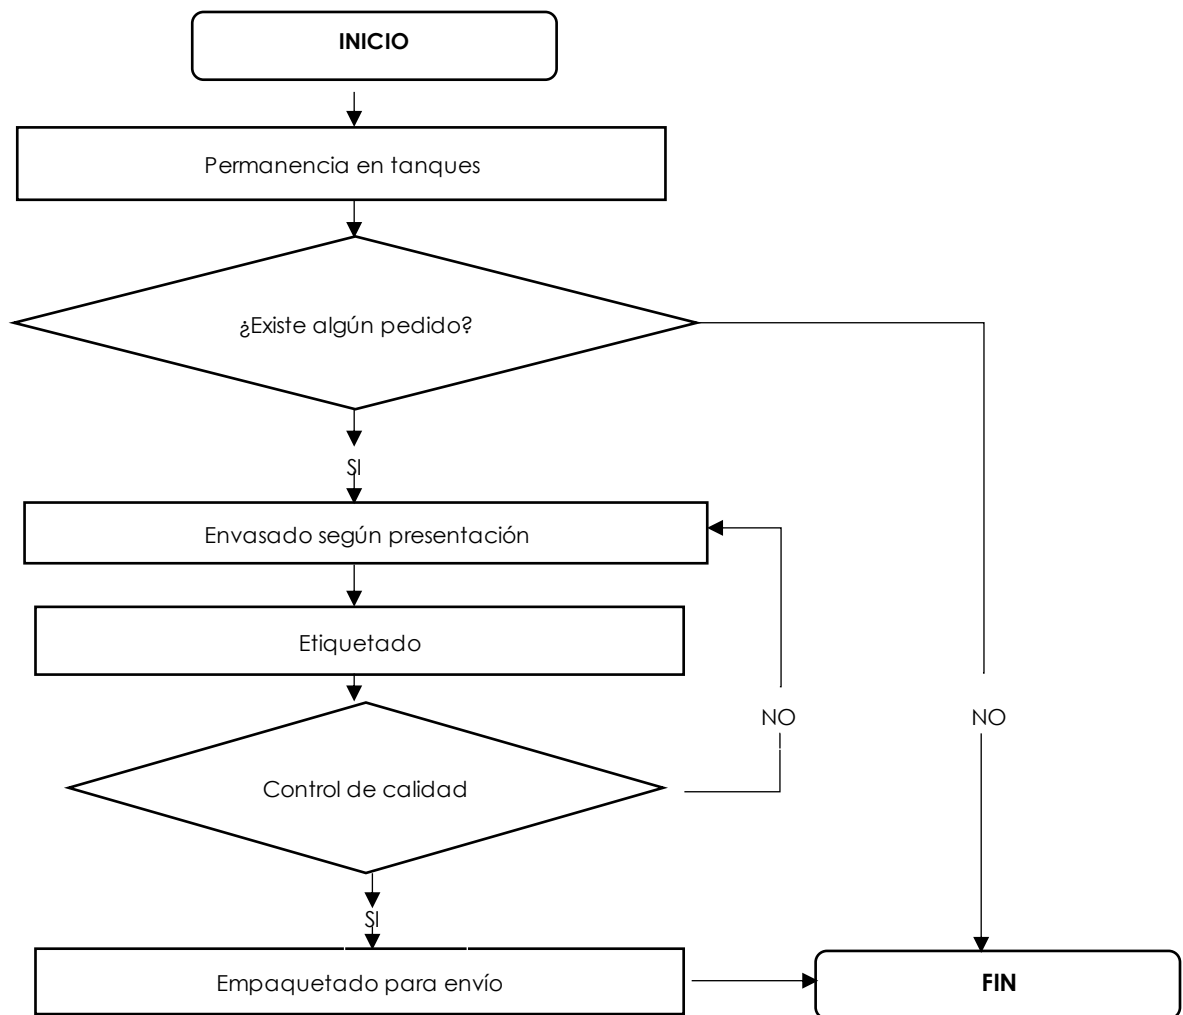 INICIO
Permanencia en tanques
¿Existe algún pedido?
SI
Envasado según presentación
Etiquetado
NO
NO
Control de calidad
SI
Empaquetado para envío
FIN